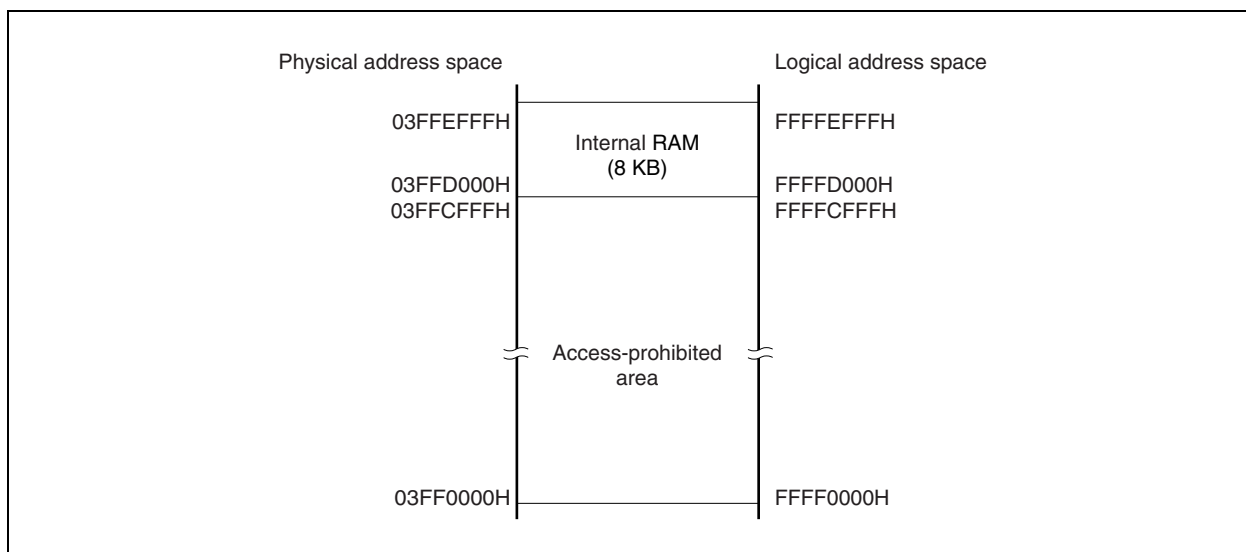 Physical address space
Logical address space
03FFEFFFH
FFFFEFFFH
Internal RAM
(8 KB)
03FFD000H
FFFFD000H
03FFCFFFH
FFFFCFFFH
Access-prohibited
area
03FF0000H
FFFF0000H